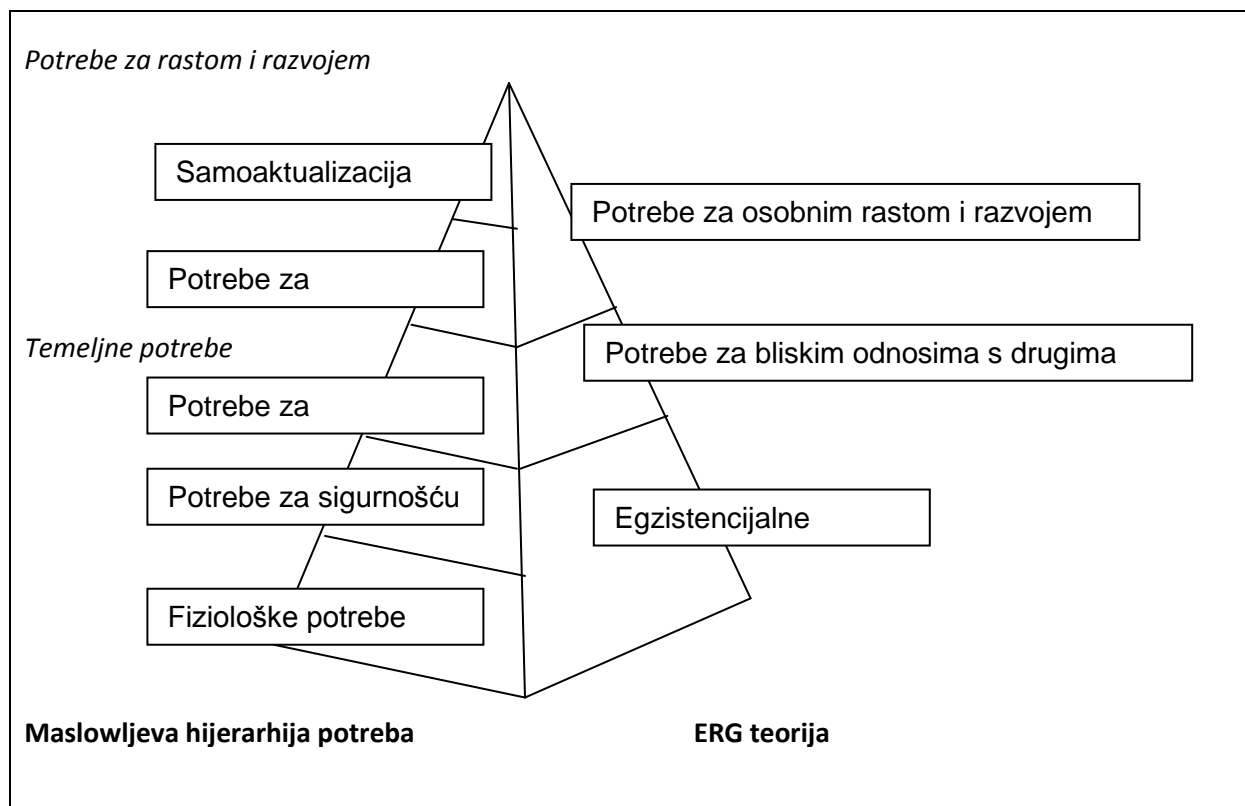 Potrebe za rastom i razvojem
Samoaktualizacija
Potrebe za osobnim rastom i razvojem
Potrebe za
Temeljne potrebe
Potrebe za bliskim odnosima s drugima
Potrebe za
Potrebe za sigurnošću
Egzistencijalne
Fiziološke potrebe
Maslowljeva hijerarhija potreba
ERG teorija